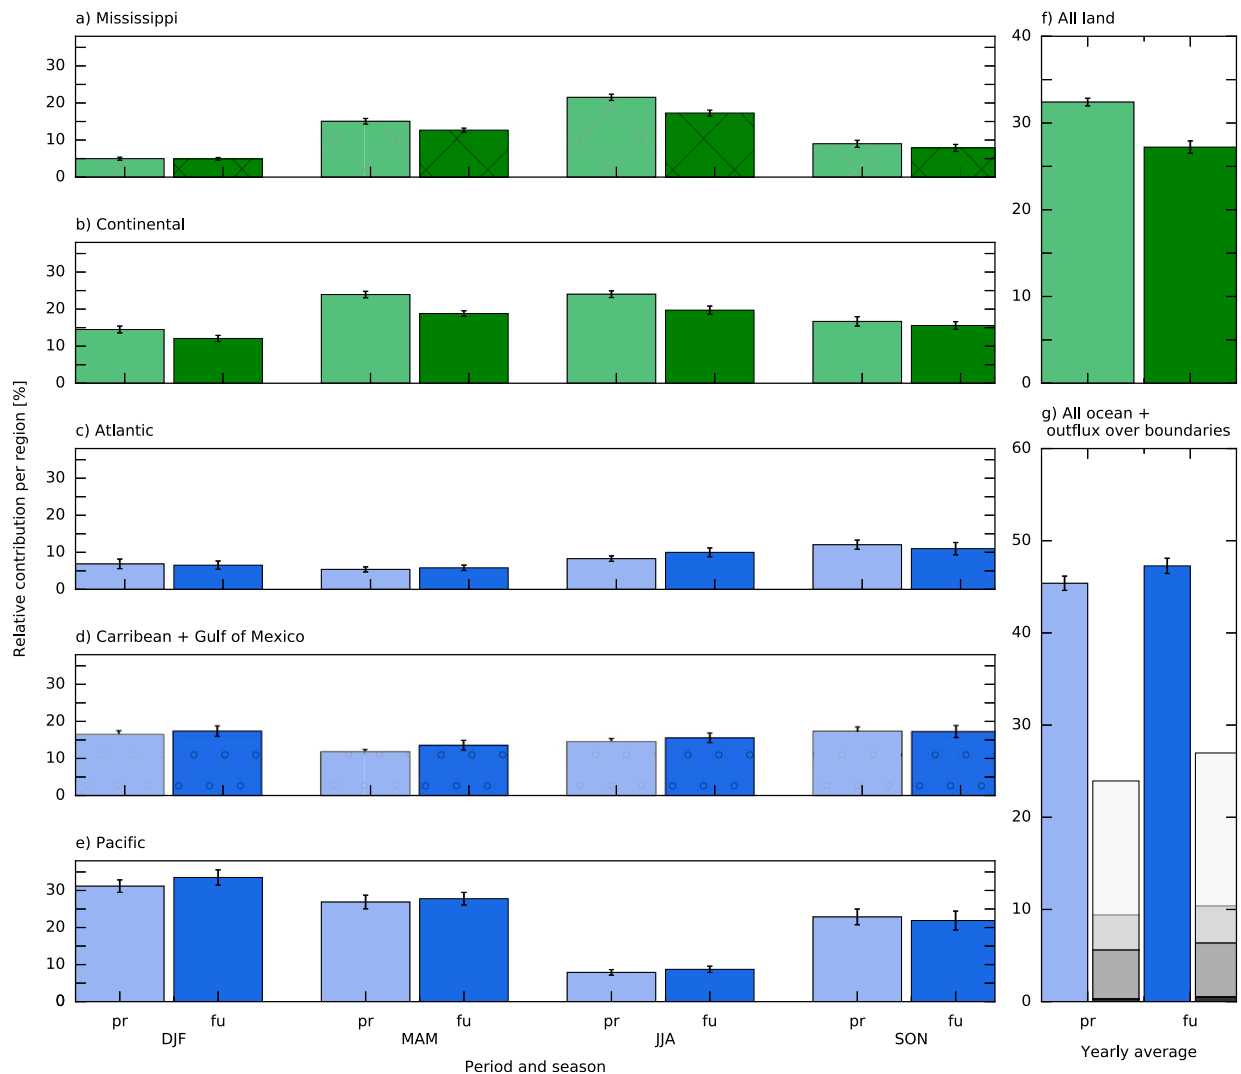 a) Mississippi
30
20
10
0
b) Continental
30
20
10
0
c) Atlantic
30
20
10
0
d) Carribean + Gulf of Mexico
30
20
10
0
e) Pacific
30
20
10
0
pr fu pr fu pr fu pr fu
DJF MAM JJA SON
Period and season
Relative contribution per region [%]
f) All land
40
30
20
10
0
g) All ocean +
outflux over boundaries
60
50
40
30
20
10
0
pr fu
Yearly average